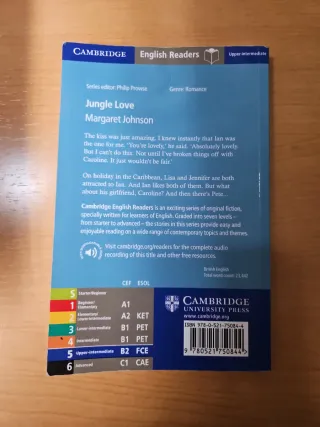 CAMBRIDGE English Readers Upper-intermediate
Series editor: Philip Prowse Genre: Romance
Jungle Love
Margaret Johnson
The kiss was just amazing. I knew instantly that Ian was
the one for me. 'You're lovely,' he said. 'Absolutely lovely.
But I can't do this. Not until I've broken things off with
Caroline. It just wouldn't be fair.'
On holiday in the Caribbean, Lisa and Jennifer are both
attracted to Ian. And Ian likes both of them. But what
about his girlfriend, Caroline? And then there's Pete…
Cambridge English Readers is an exciting series of original fiction,
specially written for learners of English. Graded into seven levels –
from starter to advanced – the stories in this series provide easy and
enjoyable reading on a wide range of contemporary topics and themes.
Visit cambridge.org/readers for the complete audio
recording of this title and other free resources.
British English
CEF ESOL
S Starter/Beginner
1 Beginner/Elementary A1
2 Elementary/Lower-intermediate A2 KET
3 Lower-intermediate B1 PET
4 Intermediate B1 PET
5 Upper-intermediate B2 FCE
6 Advanced C1 CAE
CAMBRIDGE
UNIVERSITY PRESS
cambridge.org
ISBN 978-0-521-75084-4
9 780521 750844 >